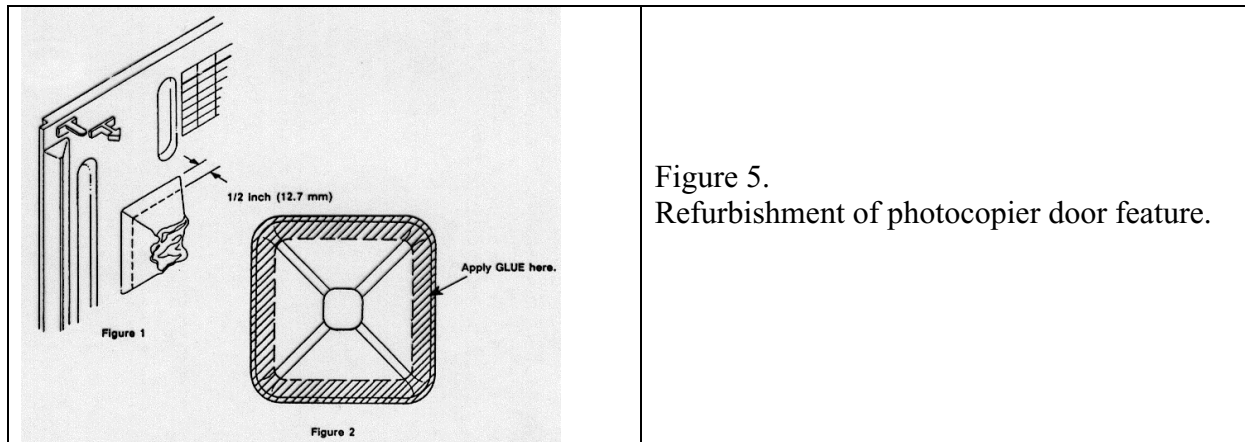 1/2 inch (12.7 mm)
Apply GLUE here.
Figure 1
Figure 2
Figure 5.
Refurbishment of photocopier door feature.